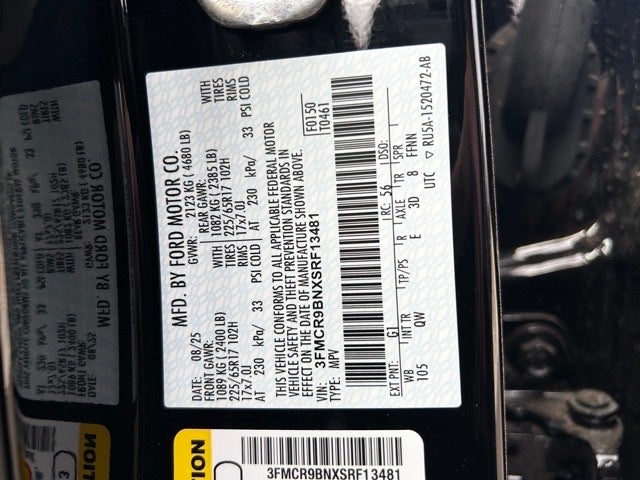 MFD. BY FORD MOTOR CO.
DATE: 08/25 GVWR: 2123 KG ( 4680 LB)
FRONT GAWR: REAR GAWR:
1089 KG ( 2400 LB) WITH 1082 KG ( 2385 LB) WITH
225/65R17 102H TIRES 225/65R17 102H TIRES
17x7.0J RIMS 17x7.0J RIMS
AT 230 kPa/ 33 PSI COLD AT 230 kPa/ 33 PSI COLD
THIS VEHICLE CONFORMS TO ALL APPLICABLE FEDERAL MOTOR
VEHICLE SAFETY AND THEFT PREVENTION STANDARDS IN
EFFECT ON THE DATE OF MANUFACTURE SHOWN ABOVE.
VIN: 3FMCR9BNXSRF13481
TYPE: MPV
F0150
T0461
EXT PNT: G1 RC: 56 DSO:
WB INT TR TP/PS R AXLE TR SPR
105 QW E 3D 8 FFNN
UTC ▽ RU5A-1520472-AB
CAUTION
3FMCR9BNXSRF13481